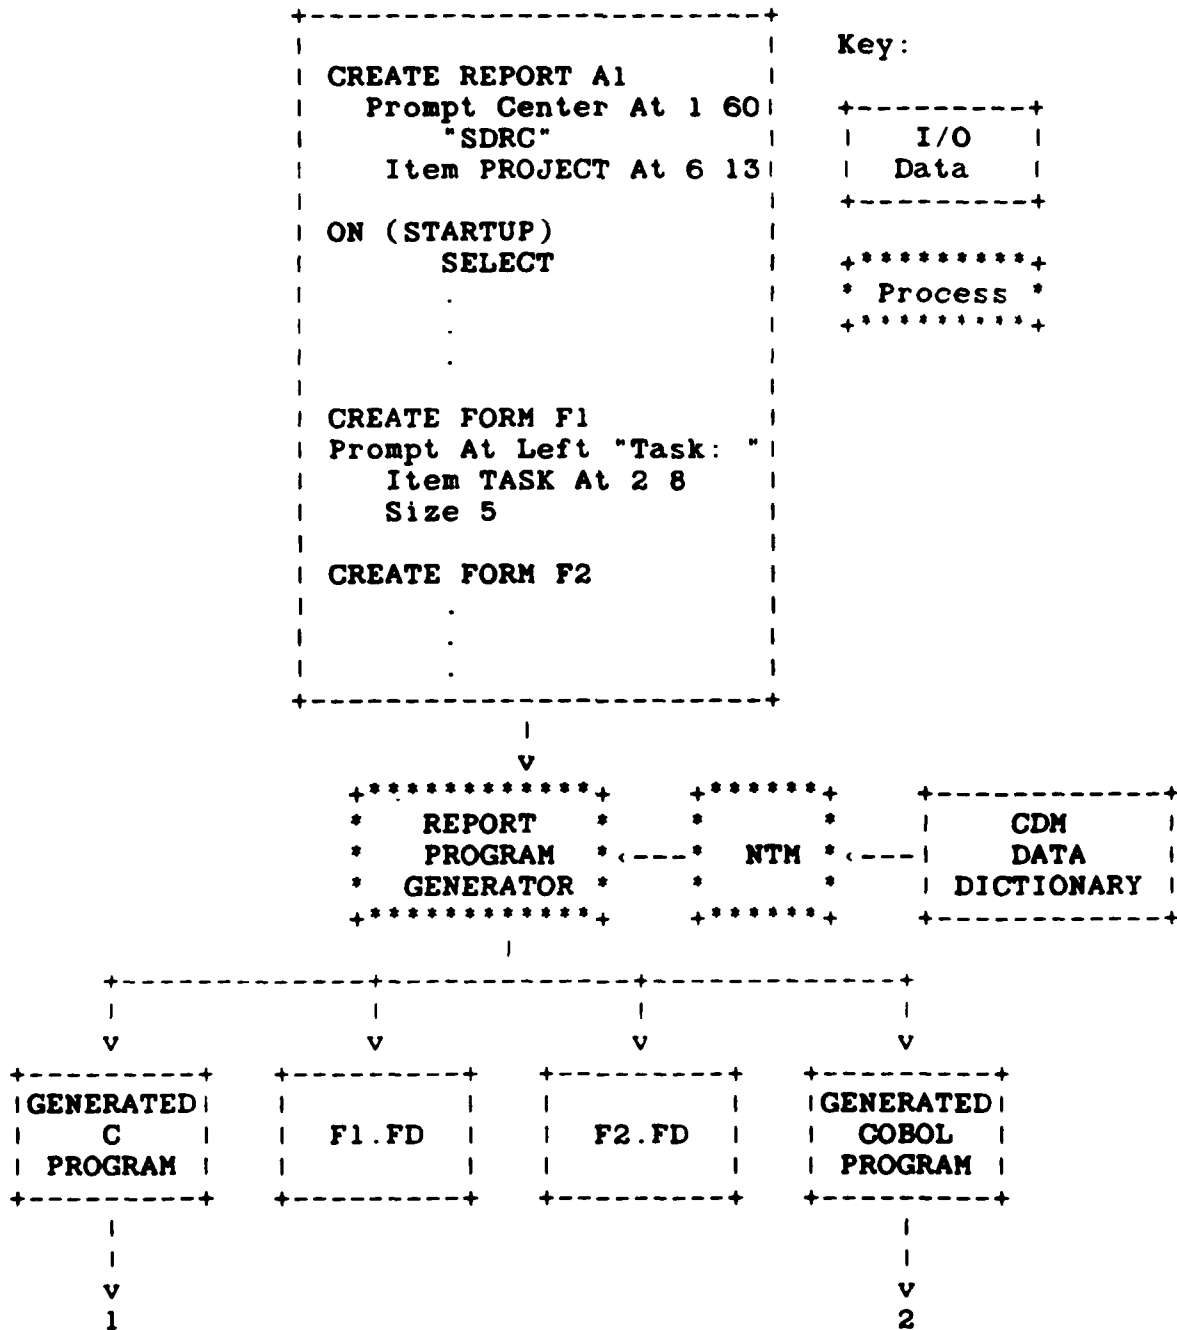 Key:
CREATE REPORT A1
Prompt Center At 1 60
"SDRC"
Item PROJECT At 6 13
I/O
Data
ON (STARTUP)
SELECT
.
.
.
Process
CREATE FORM F1
Prompt At Left "Task: "
Item TASK At 2 8
Size 5
CREATE FORM F2
.
.
.
REPORT
PROGRAM
GENERATOR
NTM
CDM
DATA
DICTIONARY
GENERATED
C
PROGRAM
F1.FD
F2.FD
GENERATED
COBOL
PROGRAM
1
2